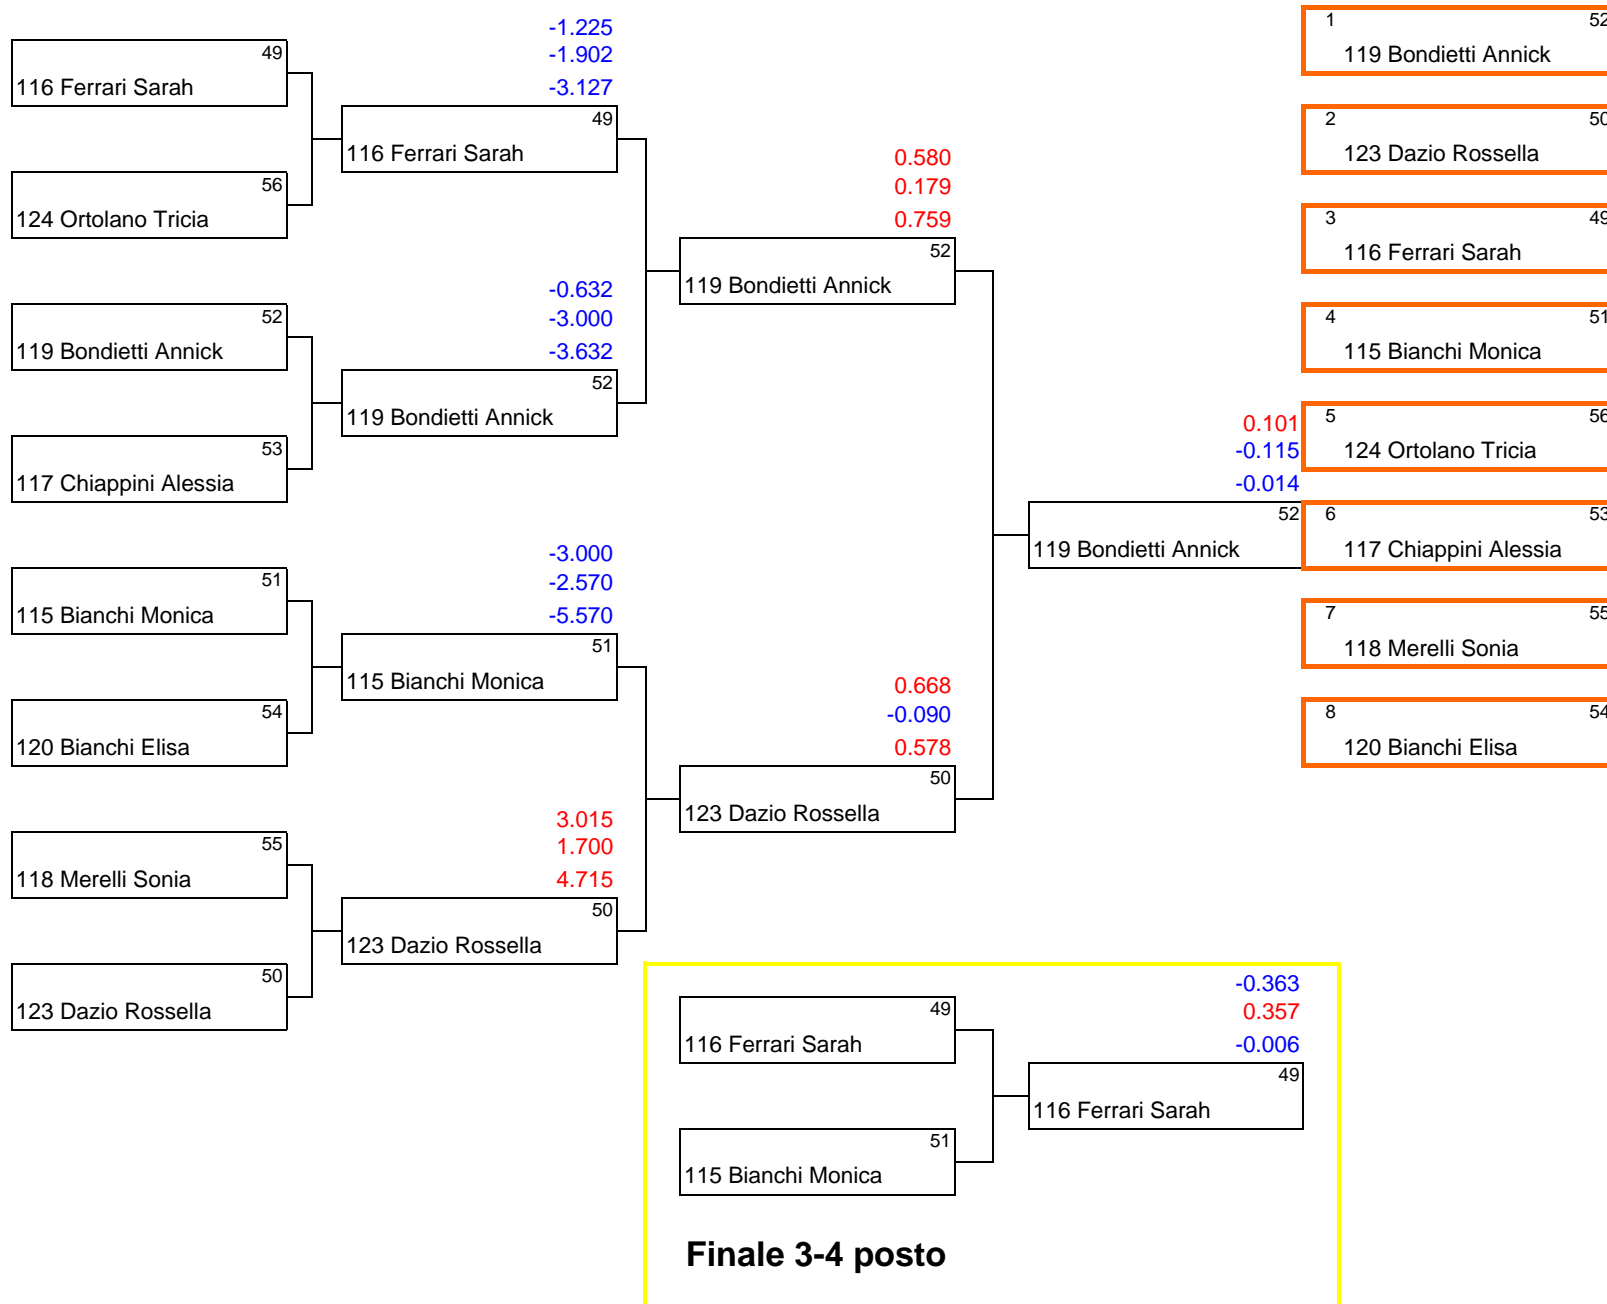 49
116 Ferrari Sarah
56
124 Ortolano Tricia
52
119 Bondietti Annick
53
117 Chiappini Alessia
51
115 Bianchi Monica
54
120 Bianchi Elisa
55
118 Merelli Sonia
50
123 Dazio Rossella
-1.225
-1.902
-3.127
49
116 Ferrari Sarah
-0.632
-3.000
-3.632
52
119 Bondietti Annick
-3.000
-2.570
-5.570
51
115 Bianchi Monica
3.015
1.700
4.715
50
123 Dazio Rossella
0.580
0.179
0.759
52
119 Bondietti Annick
0.668
-0.090
0.578
50
123 Dazio Rossella
0.101
-0.115
-0.014
52
119 Bondietti Annick
49
116 Ferrari Sarah
51
115 Bianchi Monica
-0.363
0.357
-0.006
49
116 Ferrari Sarah
Finale 3-4 posto
1 52
119 Bondietti Annick
2 50
123 Dazio Rossella
3 49
116 Ferrari Sarah
4 51
115 Bianchi Monica
5 56
124 Ortolano Tricia
6 53
117 Chiappini Alessia
7 55
118 Merelli Sonia
8 54
120 Bianchi Elisa